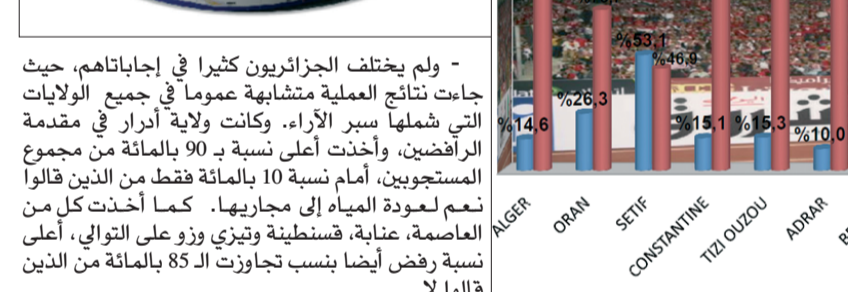 - ولم يختلف الجزائريون كثيرا في إجاباتاهم، حيث
جاءت نتائج العملية متشابهة عموما في جميع الولايات
التي شملها سبر الآراء. وكانت ولاية أدرار في مقدمة
الرافضين، وأخذت أعلى نسبة بـ 90 بالمائة من مجموع
المستجوبين، أمام نسبة 10 بالمائة فقط من الذين قالوا
نعم لعودة المياه إلى مجاريها. كما أخذت كل من
العاصمة، عنابة، قسنطينة وتيزي وزو على التوالي، أعلى
نسبة رفض أيضا بنسب تجاوزت الـ 85 بالمائة من الذين
قالوا لا
%53,1
%46,9
%26,3
%14,6
%15,1
%15,3
%10,0
ALGER
ORAN
SETIF
CONSTANTINE
TIZI OUZOU
ADRAR